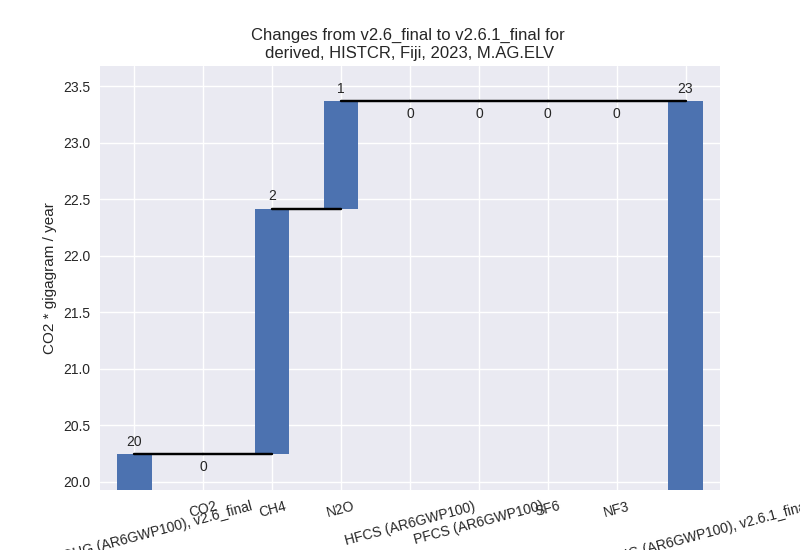 Changes from v2.6_final to v2.6.1_final for
derived, HISTCR, Fiji, 2023, M.AG.ELV
CO2 * gigagram / year
23.5
23.0
22.5
22.0
21.5
21.0
20.5
20.0
20
0
2
1
0
0
0
0
23
(AR6GWP100), v2.6_final
CO2
CH4
N2O
HFCS (AR6GWP100)
PFCS (AR6GWP100)
SF6
NF3
(AR6GWP100), v2.6.1_final